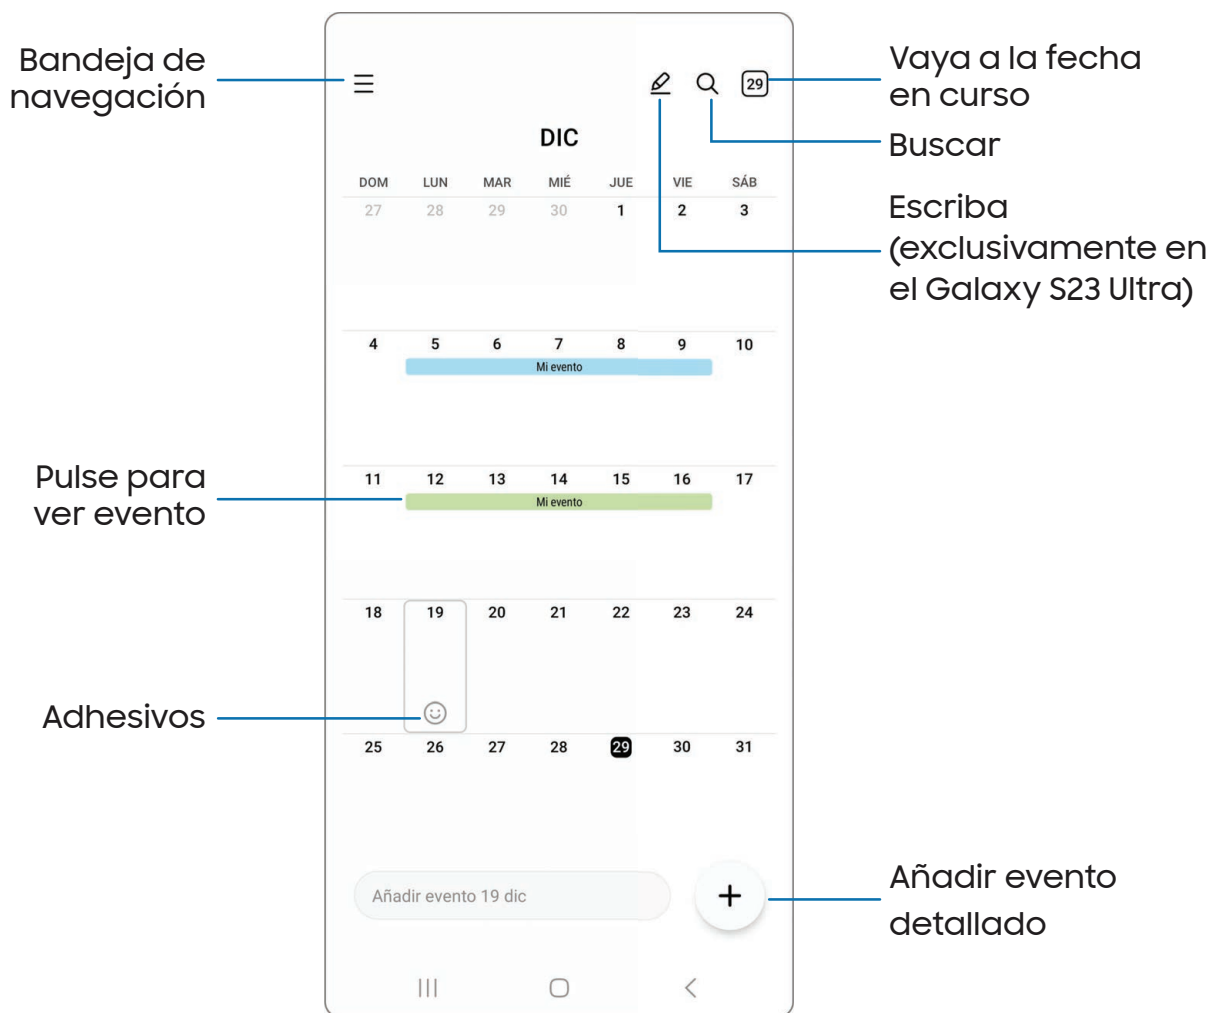 Bandeja de
navegación
Vaya a la fecha
en curso
29
Buscar
DIC
DOM LUN MAR MIÉ JUE VIE SÁB
27 28 29 30 1 2 3
Escriba
(exclusivamente en
el Galaxy S23 Ultra)
4 5 6 7 8 9 10
Mi evento
Pulse para
ver evento
11 12 13 14 15 16 17
Mi evento
18 19 20 21 22 23 24
Adhesivos
25 26 27 28 29 30 31
Añadir evento 19 dic
Añadir evento
detallado